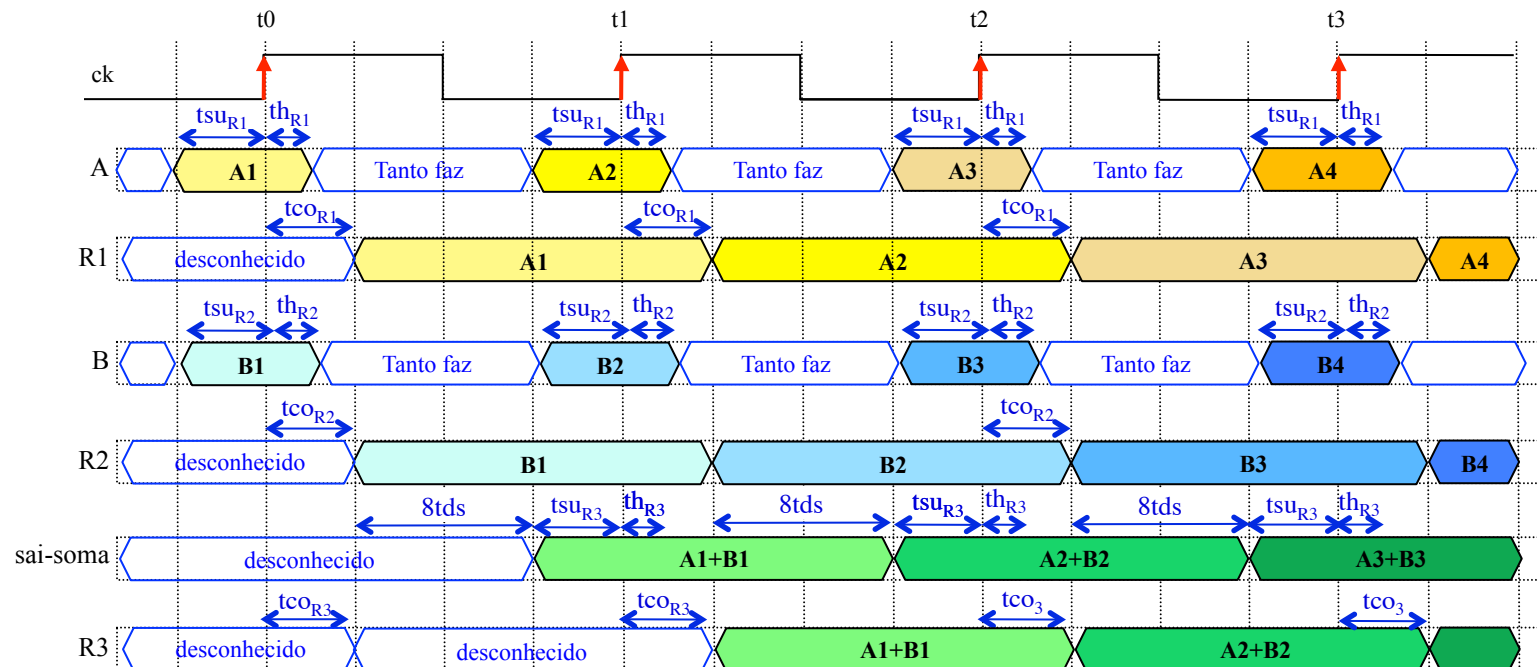 t0 t1 t2 t3
ck
tsuR1 thR1 tsuR1 thR1 tsuR1 thR1 tsuR1 thR1
A A1 Tanto faz A2 Tanto faz A3 Tanto faz A4
tcoR1 tcoR1 tcoR1
R1 desconhecido A1 A2 A3 A4
tsuR2 thR2 tsuR2 thR2 tsuR2 thR2 tsuR2 thR2
B B1 Tanto faz B2 Tanto faz B3 Tanto faz B4
tcoR2 tcoR2
R2 desconhecido B1 B2 B3 B4
8tds tsuR3 thR3 8tds tsuR3 thR3 8tds tsuR3 thR3
sai-soma desconhecido A1+B1 A2+B2 A3+B3
tcoR3 tcoR3 tco3 tco3
R3 desconhecido desconhecido A1+B1 A2+B2